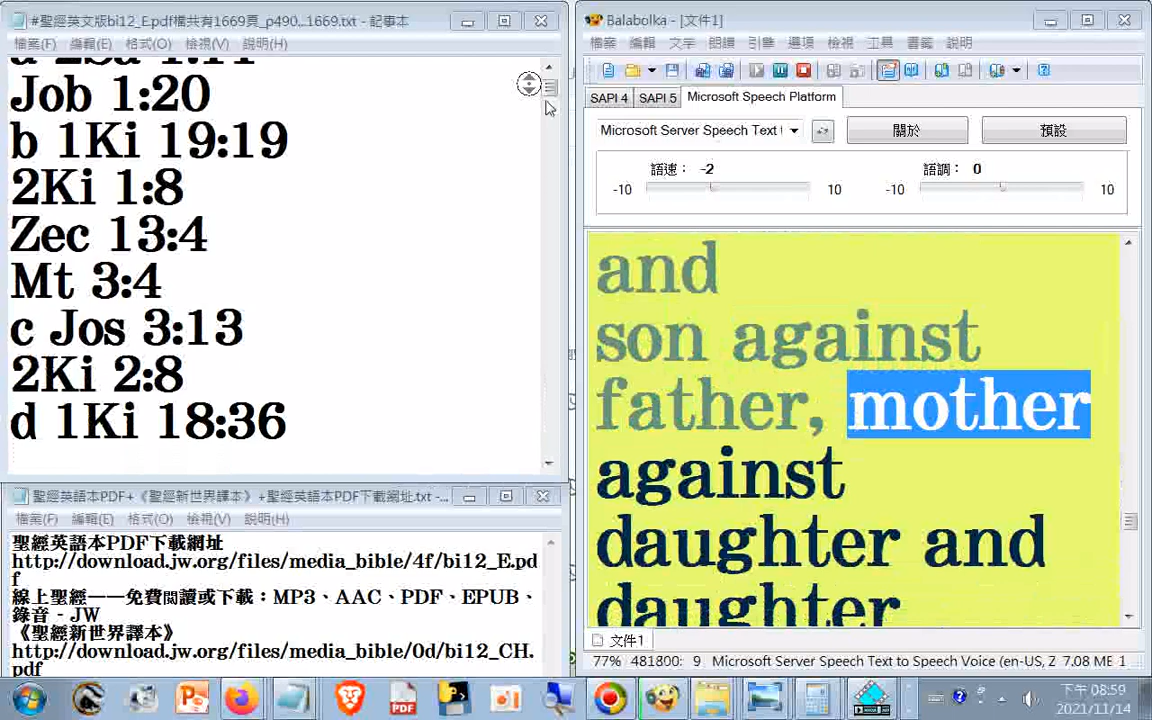 #聖經英文版bi12_E.pdf檔共有1669頁_p490,..1669.txt - 記事本
檔案(F) 編輯(E) 格式(O) 檢視(V) 說明(H)
a 2Sa 1:11
Job 1:20
b 1Ki 19:19
2Ki 1:8
Zec 13:4
Mt 3:4
c Jos 3:13
2Ki 2:8
d 1Ki 18:36
聖經英語本PDF+《聖經新世界譯本》+聖經英語本PDF下載網址.txt -...
檔案(F) 編輯(E) 格式(O) 檢視(V) 說明(H)
聖經英語本PDF下載網址
http://download.jw.org/files/media_bible/4f/bi12_E.pd
f
線上聖經——免費閱讀或下載：MP3、AAC、PDF、EPUB、
錄音 - JW
《聖經新世界譯本》
http://download.jw.org/files/media_bible/0d/bi12_CH.
pdf
Balabolka - [文件1]
檔案 編輯 文字 朗讀 引擎 選項 檢視 工具 書籤 說明
SAPI 4 SAPI 5 Microsoft Speech Platform
Microsoft Server Speech Text 關於 預設
語速： -2 語調： 0
-10 10 -10 10
and
son against
father, mother
against
daughter and
daughter
文件1
77% 481800: 9 Microsoft Server Speech Text to Speech Voice (en-US, Z 7.08 MB 1
下午 08:59
2021/11/14